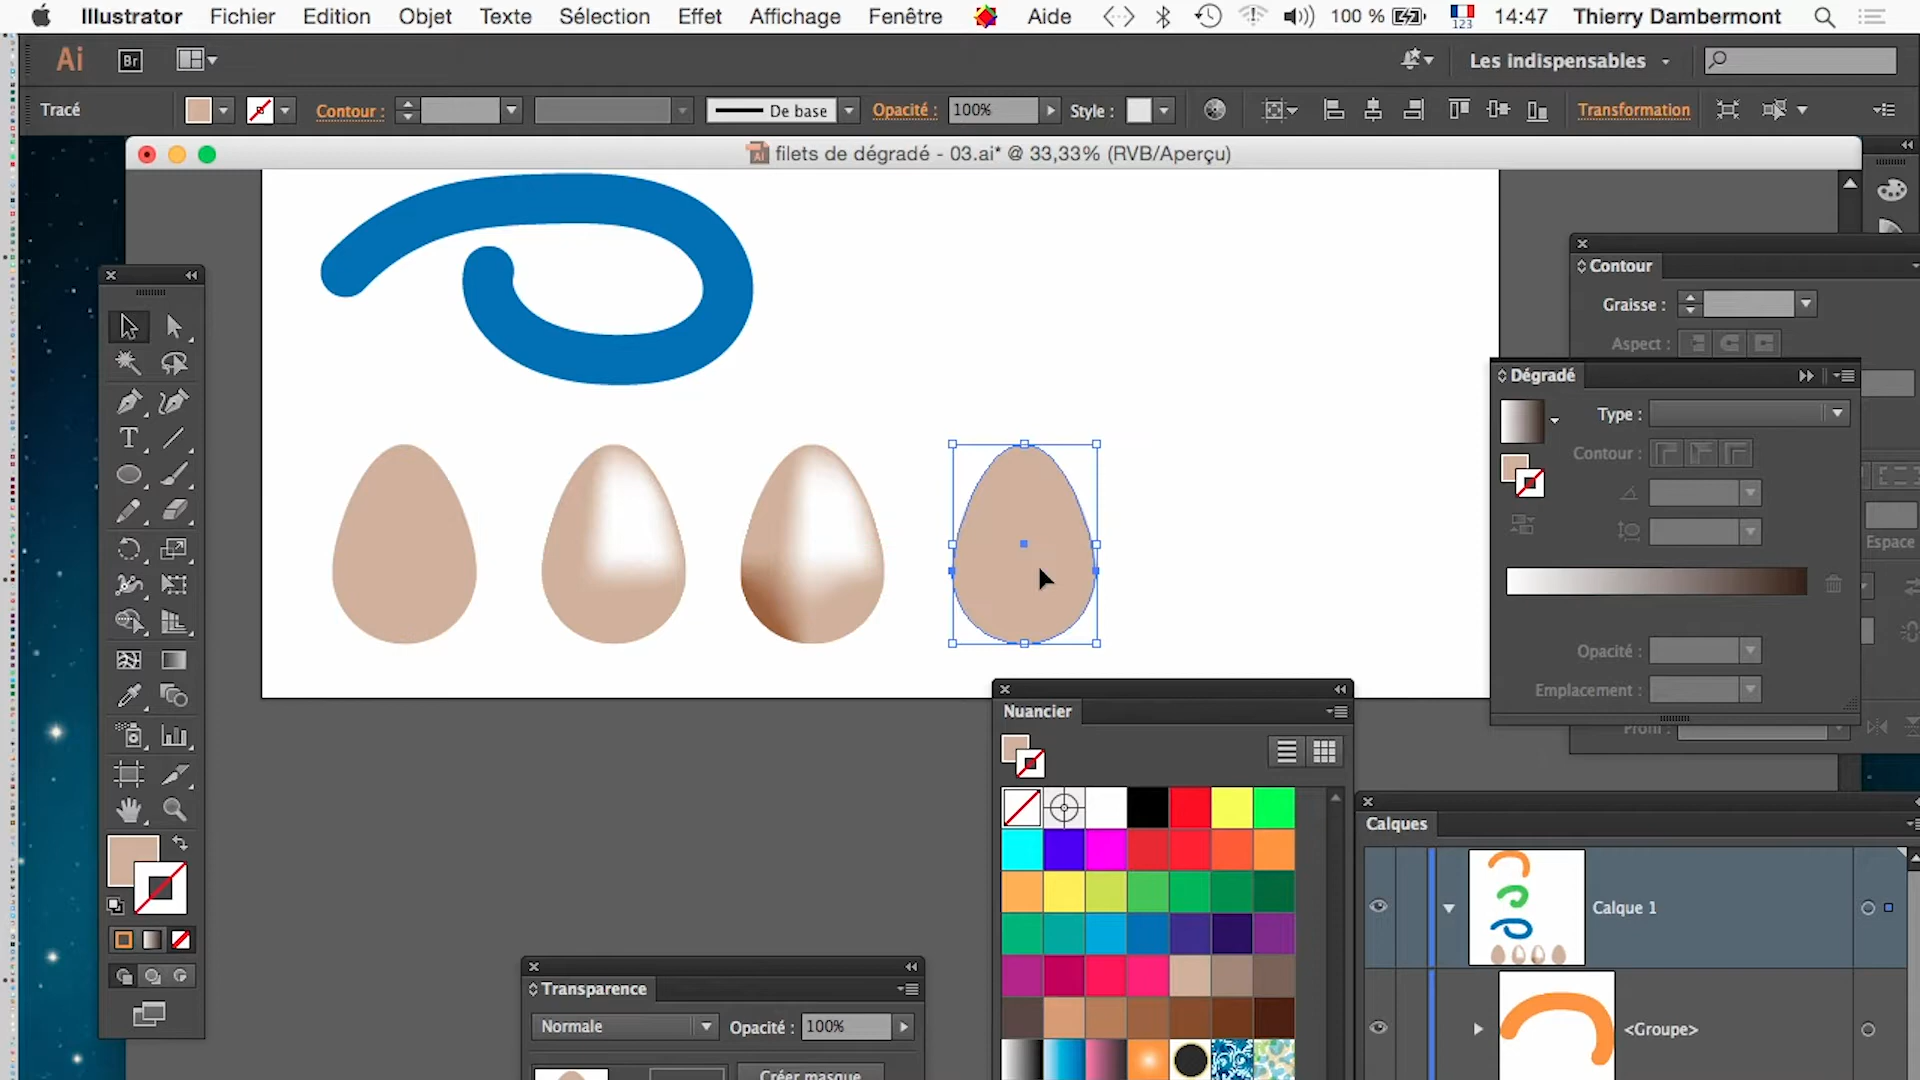 Illustrator Fichier Edition Objet Texte Sélection Effet Affichage Fenêtre Aide 100 % 123 14:47 Thierry Dambermont
Ai Br Les indispensables
Tracé Contour : De base Opacité : 100% Style : Transformation
filets de dégradé - 03.ai* @ 33,33% (RVB/Aperçu)
Contour
Graisse :
Aspect :
Dégradé
Type :
Contour :
Espace
Opacité :
Emplacement :
Profil :
Nuancier
Calques
Calque 1
<Groupe>
Transparence
Normale Opacité : 100%
Créer masque